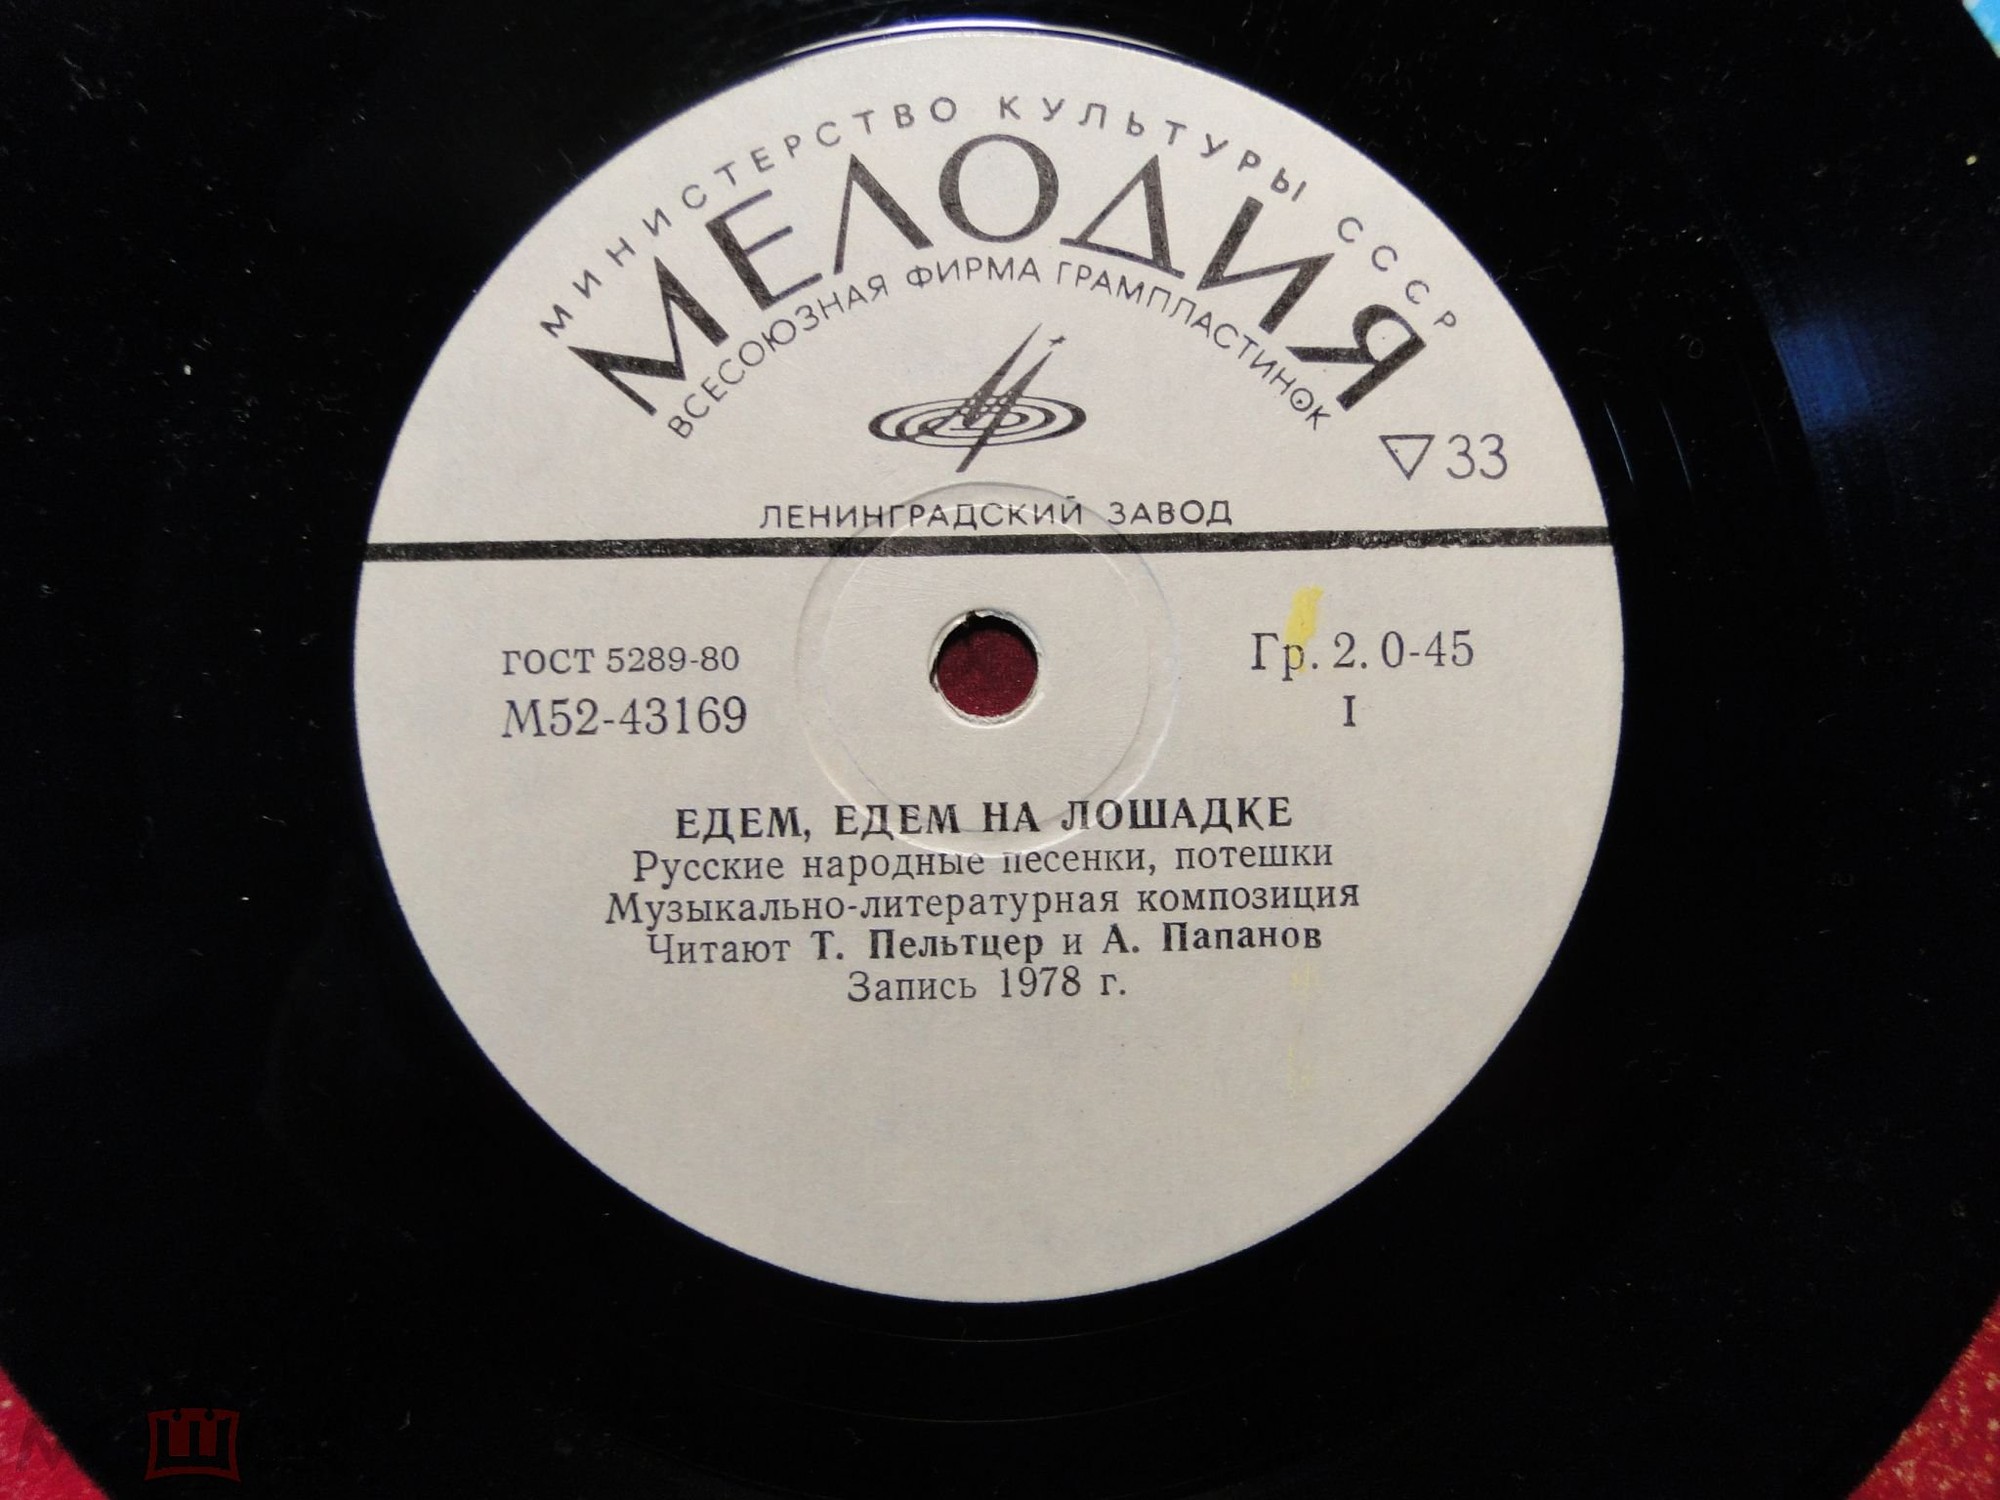 МИНИСТЕРСТВО КУЛЬТУРЫ СССР
МЕЛОДИЯ
ВСЕСОЮЗНАЯ ФИРМА ГРАМПЛАСТИНОК
33
ЛЕНИНГРАДСКИЙ ЗАВОД
ГОСТ 5289-80
Гр. 2. 0-45
М52-43169
I
ЕДЕМ, ЕДЕМ НА ЛОШАДКЕ
Русские народные песенки, потешки
Музыкально-литературная композиция
Читают Т. Пельтцер и А. Папанов
Запись 1978 г.